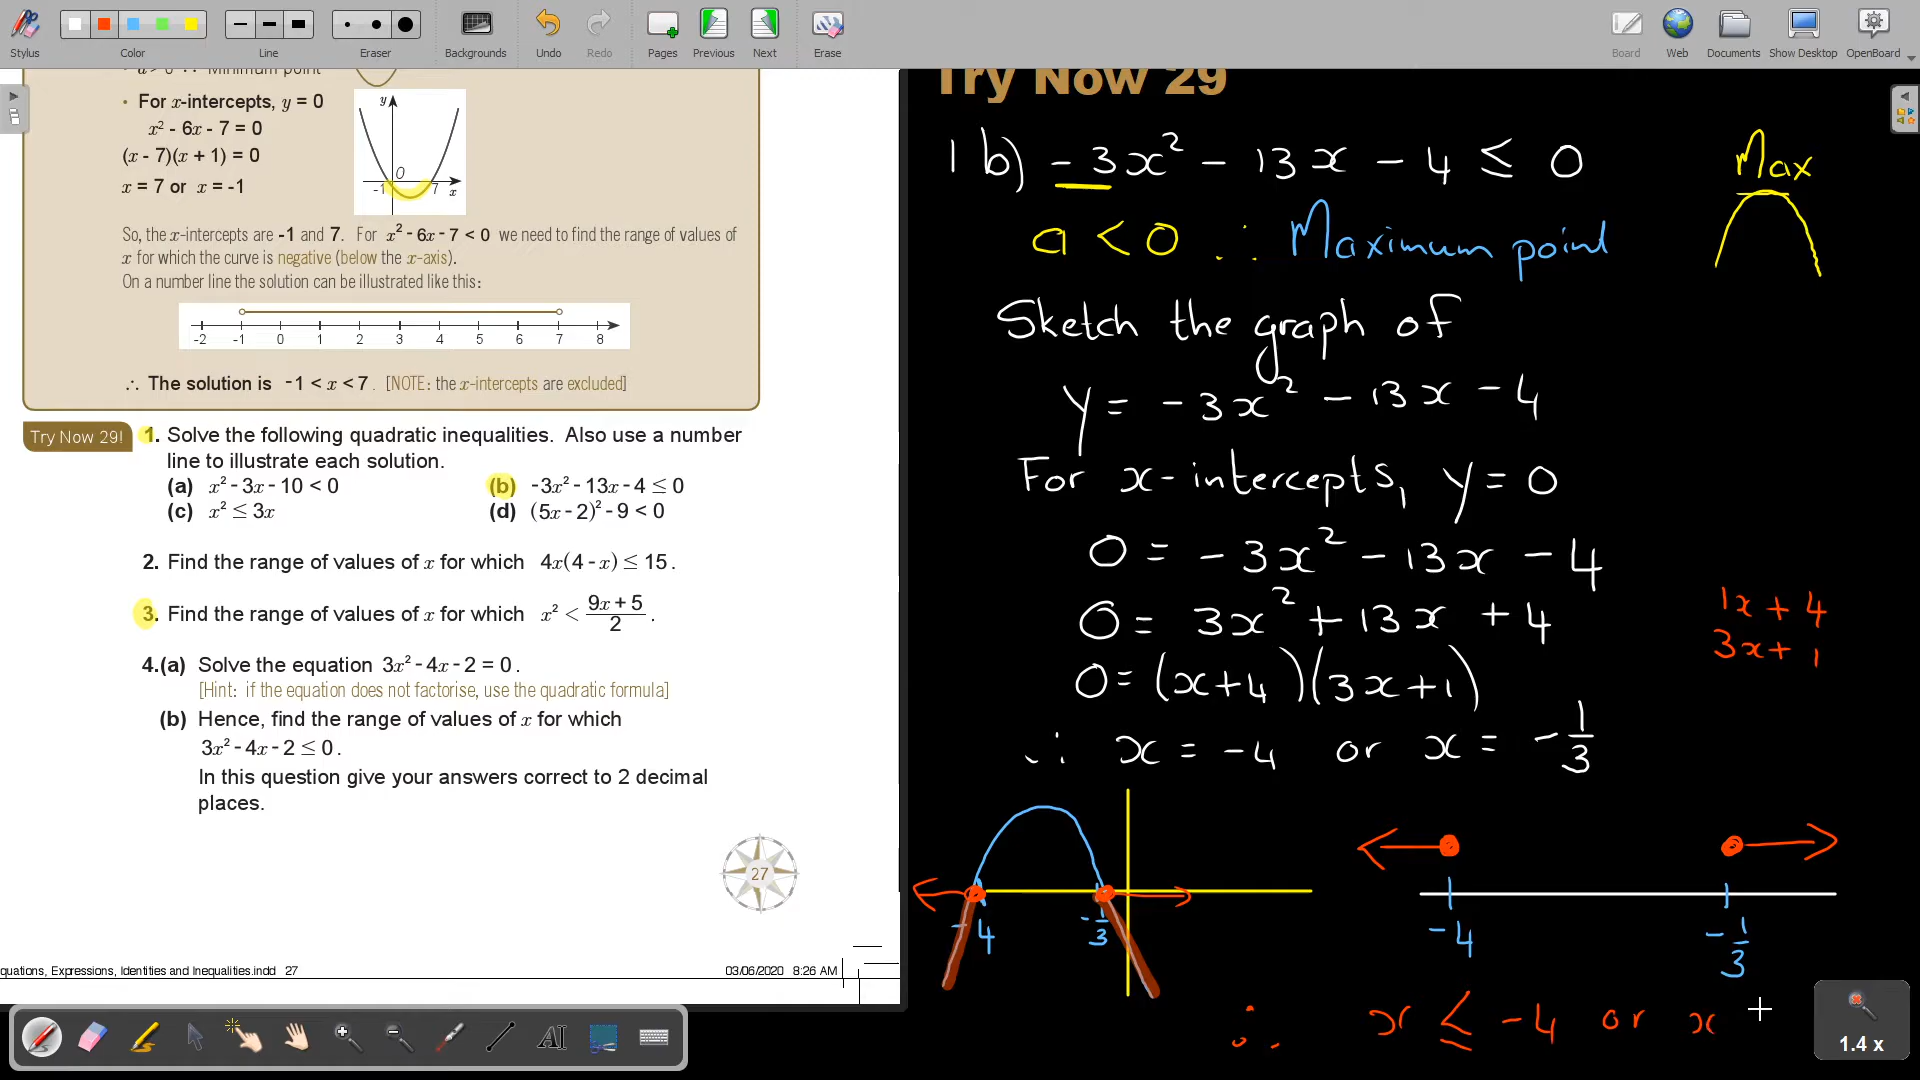 Stylus
Color
Line
Eraser
Backgrounds
Undo
Redo
Pages
Previous
Next
Erase
Board
Web
Documents
Show Desktop
OpenBoard
• For x-intercepts, y = 0
x² - 6x - 7 = 0
(x - 7)(x + 1) = 0
x = 7 or x = -1
y
O
-1 7 x
So, the x-intercepts are -1 and 7. For x² - 6x - 7 < 0 we need to find the range of values of
x for which the curve is negative (below the x-axis).
On a number line the solution can be illustrated like this:
-2 -1 0 1 2 3 4 5 6 7 8
∴ The solution is -1 < x < 7. [NOTE: the x-intercepts are excluded]
Try Now 29!
1. Solve the following quadratic inequalities. Also use a number
line to illustrate each solution.
(a) x² - 3x - 10 < 0 (b) -3x² - 13x - 4 ≤ 0
(c) x² ≤ 3x (d) (5x - 2)² - 9 < 0
2. Find the range of values of x for which 4x(4 - x) ≤ 15.
3. Find the range of values of x for which x² < (9x + 5)/2.
4.(a) Solve the equation 3x² - 4x - 2 = 0.
[Hint: if the equation does not factorise, use the quadratic formula]
(b) Hence, find the range of values of x for which
3x² - 4x - 2 ≤ 0.
In this question give your answers correct to 2 decimal
places.
27
quations, Expressions, Identities and Inequalities.indd 27 03/06/2020 8:26 AM
Try Now 29
1 b) -3x² - 13x - 4 ≤ 0
Max
a < 0 ∴ Maximum point
Sketch the graph of
y = -3x² - 13x - 4
For x-intercepts, y = 0
0 = -3x² - 13x - 4
0 = 3x² + 13x + 4
1x + 4
3x + 1
0 = (x+4)(3x+1)
∴ x = -4 or x = -1/3
-4 -1/3
-4 -1/3
∴ x ≤ -4 or x
1.4 x